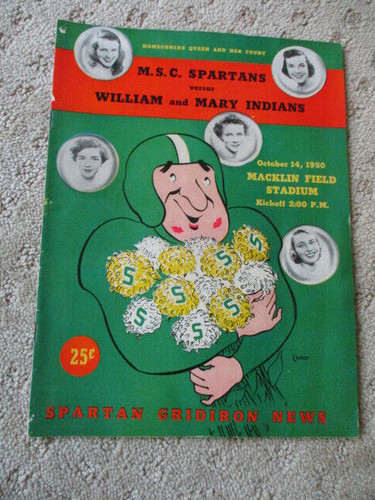 HOMECOMING QUEEN AND HER COURT
M.S.C. SPARTANS
versus
WILLIAM and MARY INDIANS
October 14, 1950
MACKLIN FIELD
STADIUM
Kickoff 2:00 P.M.
S
S
S
S
S
S
S
S
25¢
SPARTAN GRIDIRON NEWS